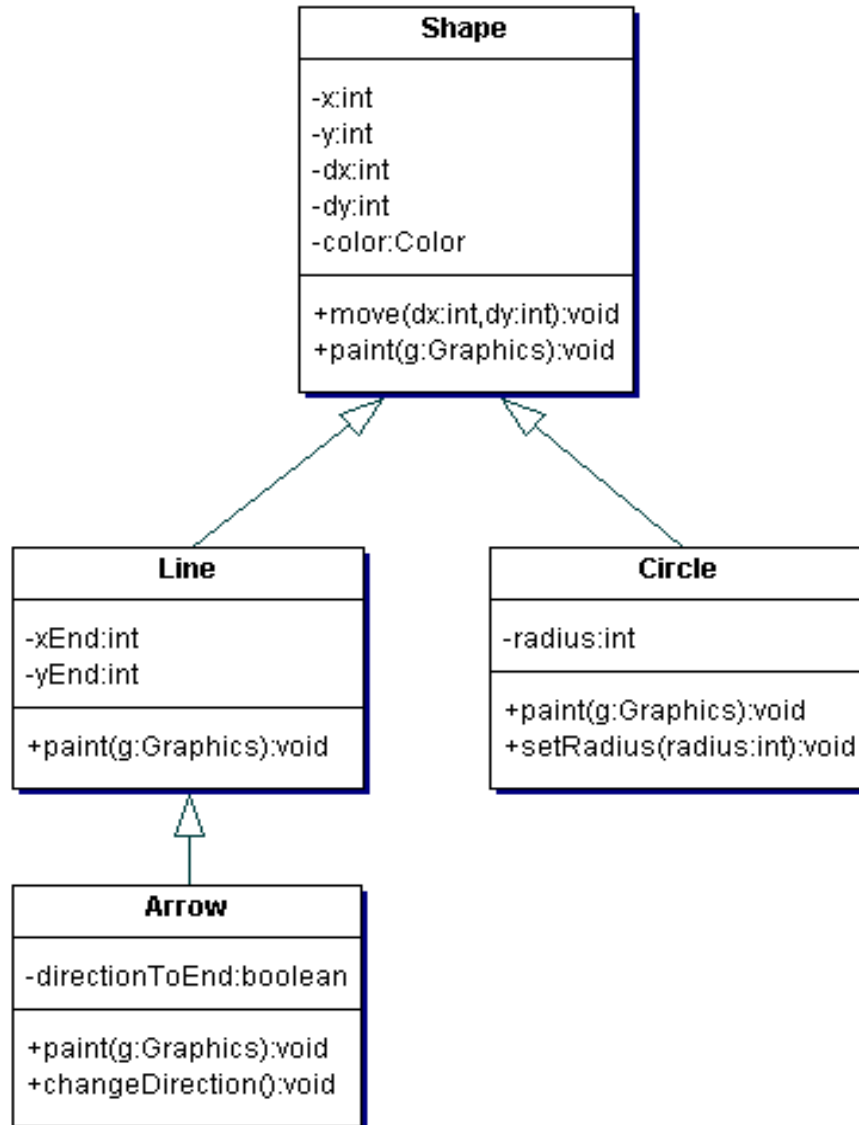 Shape
-x:int
-y:int
-dx:int
-dy:int
-color:Color
+move(dx:int,dy:int):void
+paint(g:Graphics):void
Line
-xEnd:int
-yEnd:int
+paint(g:Graphics):void
Circle
-radius:int
+paint(g:Graphics):void
+setRadius(radius:int):void
Arrow
-directionToEnd:boolean
+paint(g:Graphics):void
+changeDirection():void